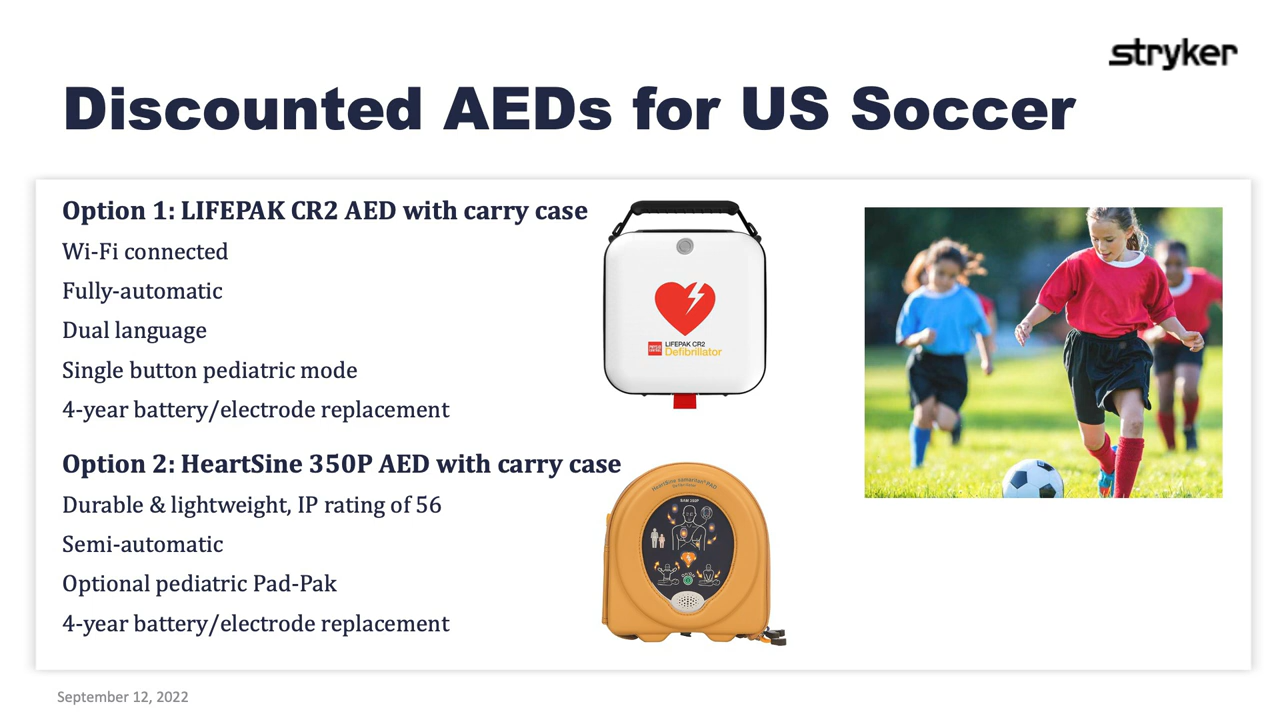 stryker
Discounted AEDs for US Soccer
Option 1: LIFEPAK CR2 AED with carry case
Wi-Fi connected
Fully-automatic
Dual language
Single button pediatric mode
4-year battery/electrode replacement
LIFEPAK CR2
Defibrillator
Option 2: HeartSine 350P AED with carry case
Durable & lightweight, IP rating of 56
Semi-automatic
Optional pediatric Pad-Pak
4-year battery/electrode replacement
HeartSine samaritan® PAD
September 12, 2022